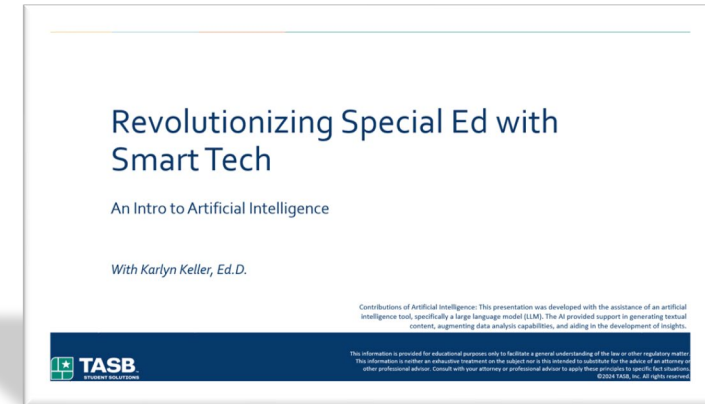 Revolutionizing Special Ed with
Smart Tech
An Intro to Artificial Intelligence
With Karlyn Keller, Ed.D.
Contributions of Artificial Intelligence: This presentation was developed with the assistance of an artificial
intelligence tool, specifically a large language model (LLM). The AI provided support in generating textual
content, augmenting data analysis capabilities, and aiding in the development of insights.
TASB
STUDENT SOLUTIONS
This information is provided for educational purposes only to facilitate a general understanding of the law or other regulatory matter.
This information is neither an exhaustive treatment on the subject nor is this intended to substitute for the advice of an attorney or
other professional advisor. Consult with your attorney or professional advisor to apply these principles to specific fact situations.
©2024 TASB, Inc. All rights reserved.